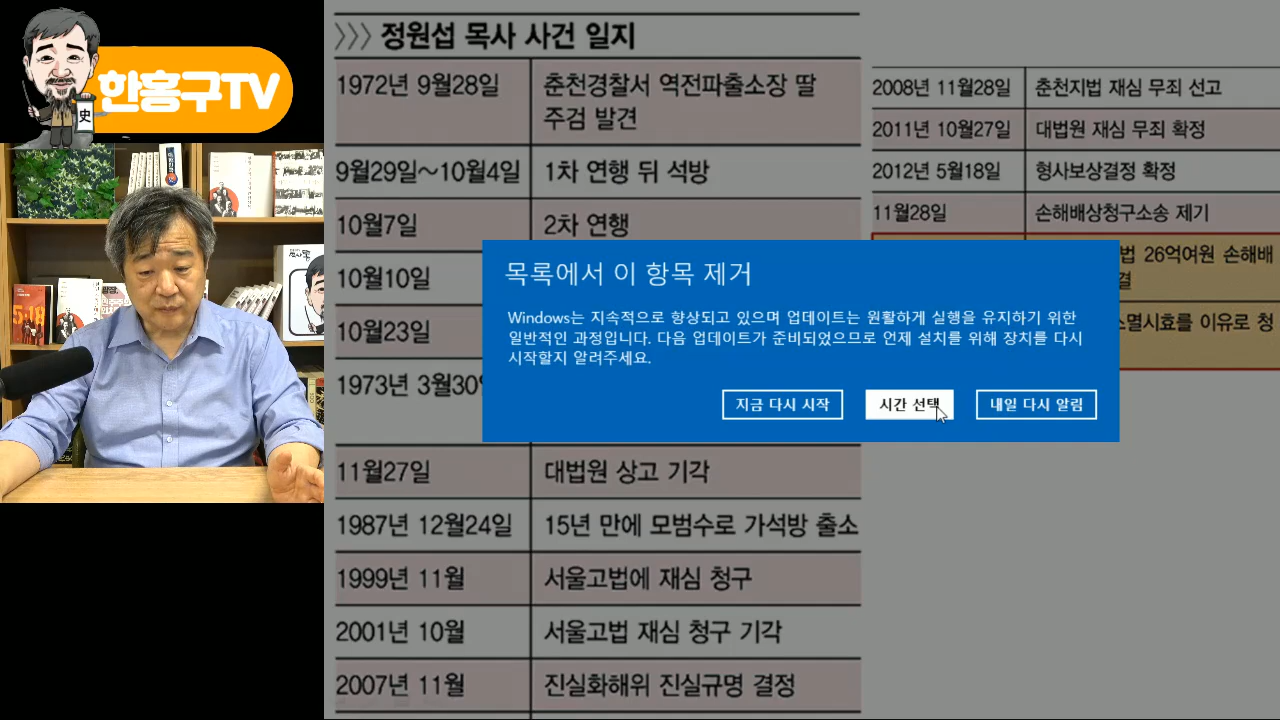 한홍구TV
史
5·18
>>> 정원섭 목사 사건 일지
1972년 9월28일 춘천경찰서 역전파출소장 딸
주검 발견
9월29일~10월4일 1차 연행 뒤 석방
10월7일 2차 연행
10월10일
10월23일
1973년 3월30
11월27일 대법원 상고 기각
1987년 12월24일 15년 만에 모범수로 가석방 출소
1999년 11월 서울고법에 재심 청구
2001년 10월 서울고법 재심 청구 기각
2007년 11월 진실화해위 진실규명 결정
2008년 11월28일 춘천지법 재심 무죄 선고
2011년 10월27일 대법원 재심 무죄 확정
2012년 5월18일 형사보상결정 확정
11월28일 손해배상청구소송 제기
법 26억여원 손해배
결
소멸시효를 이유로 청
목록에서 이 항목 제거
Windows는 지속적으로 향상되고 있으며 업데이트는 원활하게 실행을 유지하기 위한
일반적인 과정입니다. 다음 업데이트가 준비되었으므로 언제 설치를 위해 장치를 다시
시작할지 알려주세요.
지금 다시 시작 시간 선택 내일 다시 알림